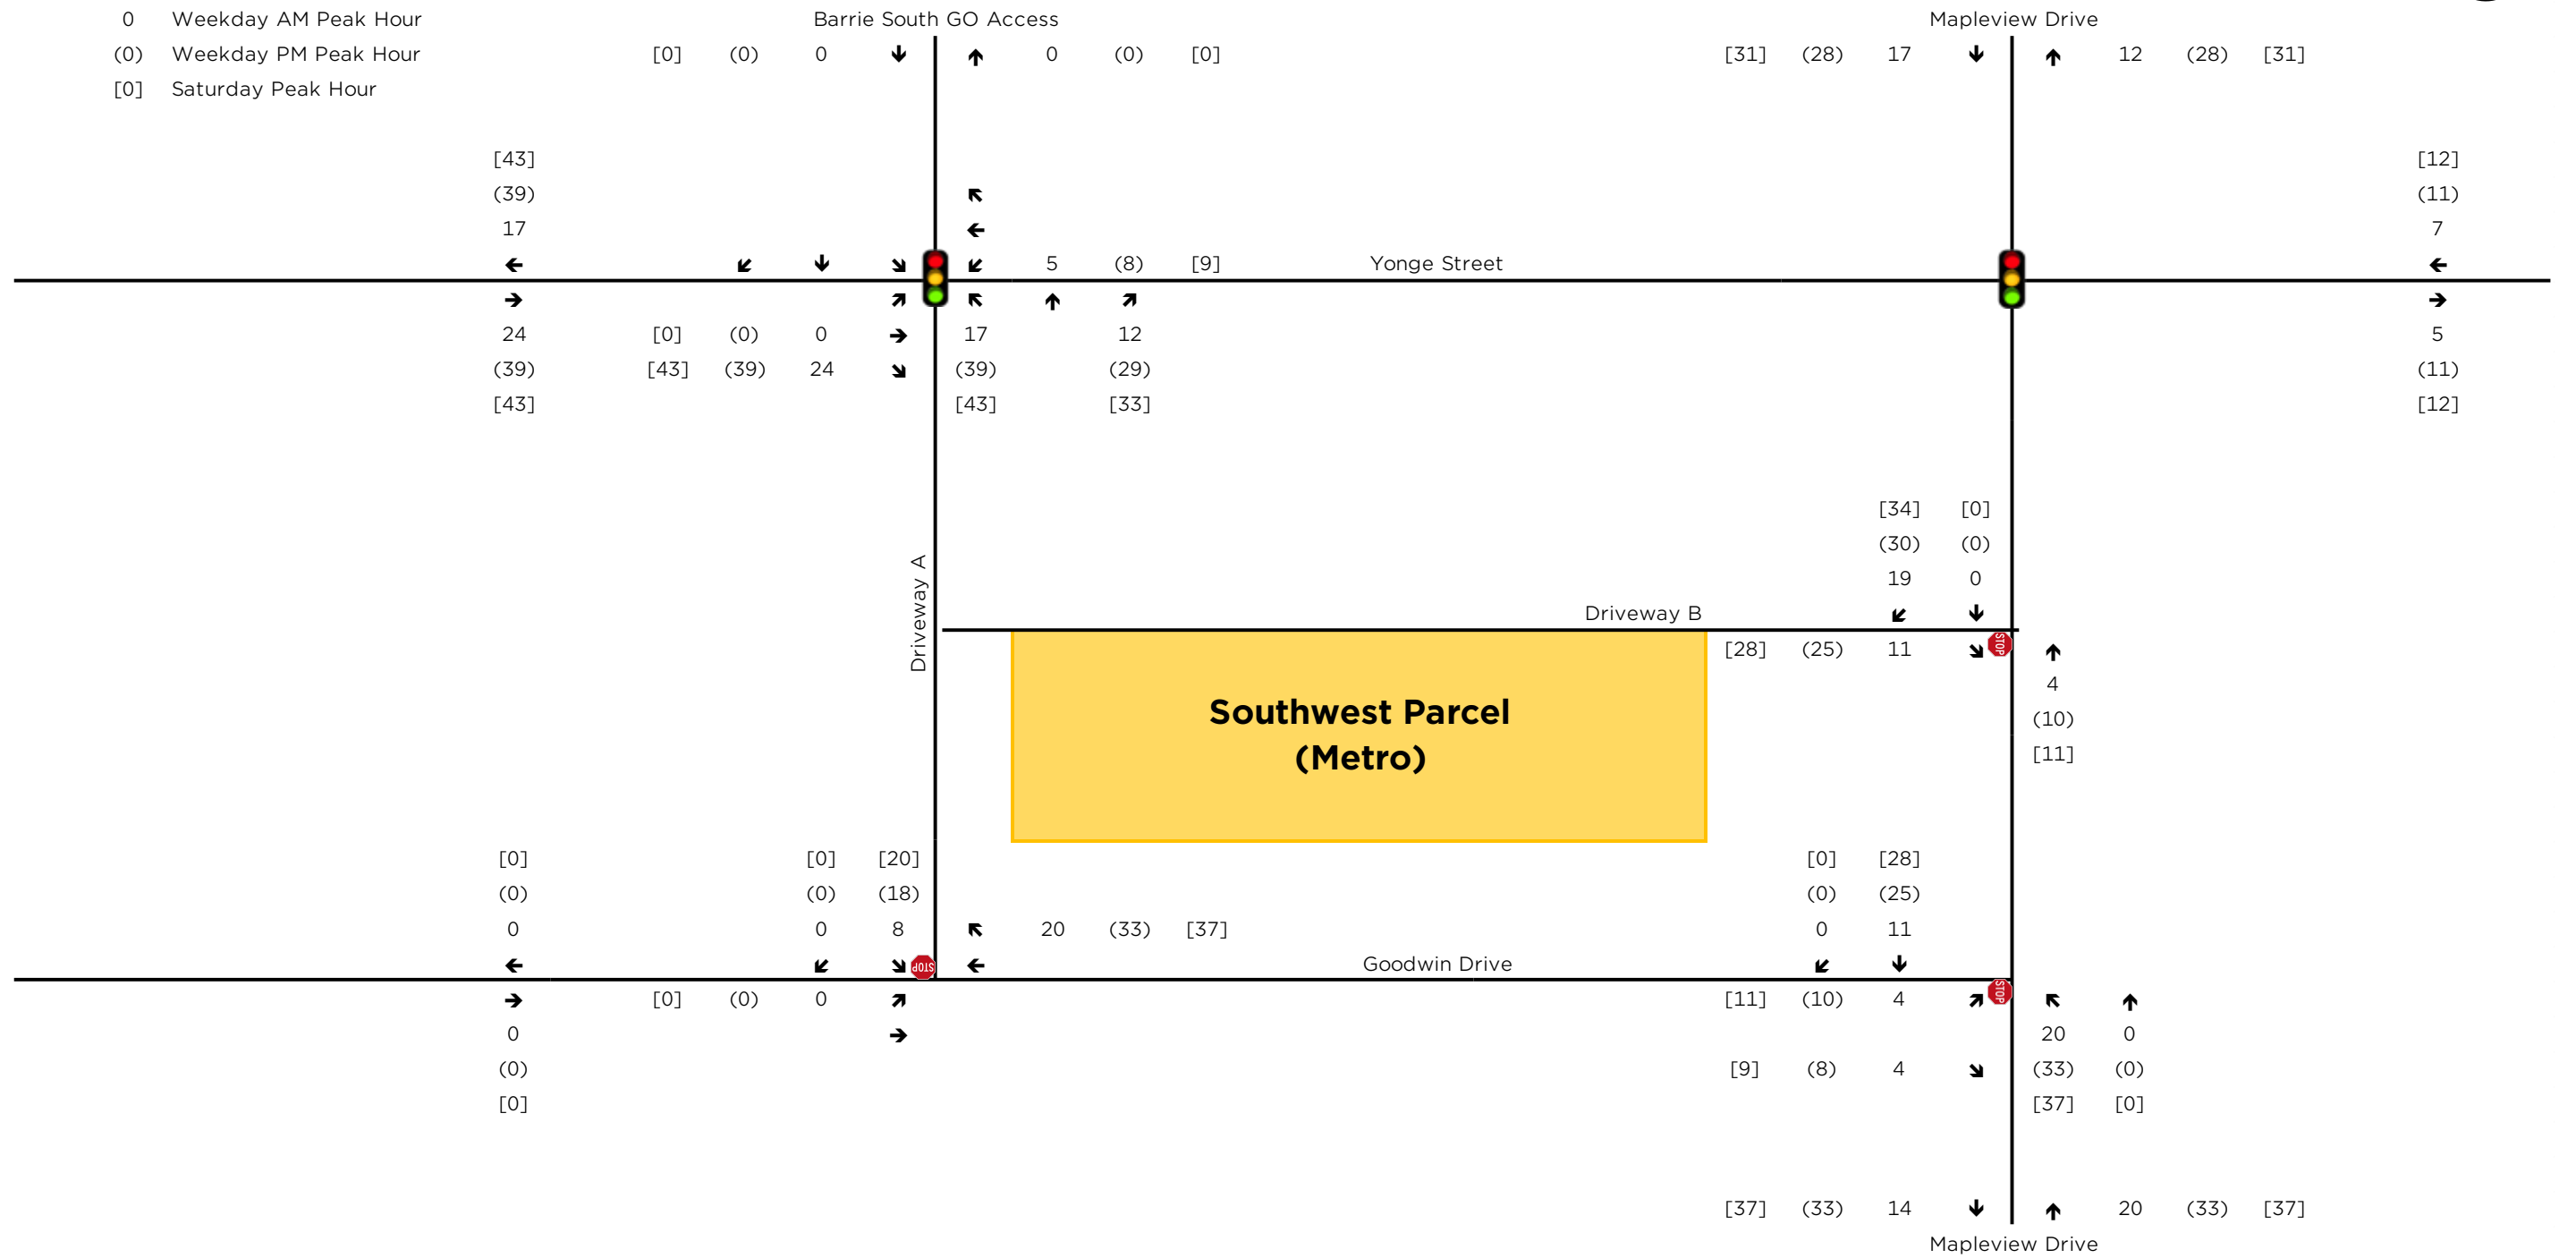 0 Weekday AM Peak Hour
(0) Weekday PM Peak Hour
[0] Saturday Peak Hour
Barrie South GO Access
Mapleview Drive
[0] (0) 0 0 (0) [0]
[31] (28) 17 12 (28) [31]
[43] [12]
(39) (11)
17 7
5 (8) [9] Yonge Street
24 [0] (0) 0 17 12 5
(39) [43] (39) 24 (39) (29) (11)
[43] [43] [33] [12]
[34] [0]
(30) (0)
19 0
Driveway A
Driveway B
[28] (25) 11
STOP
4
(10)
[11]
Southwest Parcel
(Metro)
[0] [0] [20] [0] [28]
(0) (0) (18) (0) (25)
0 0 8 20 (33) [37] 0 11
STOP
Goodwin Drive
[0] (0) 0 [11] (10) 4
STOP
0 20 0
(0) [9] (8) 4 (33) (0)
[0] [37] [0]
[37] (33) 14 20 (33) [37]
Mapleview Drive